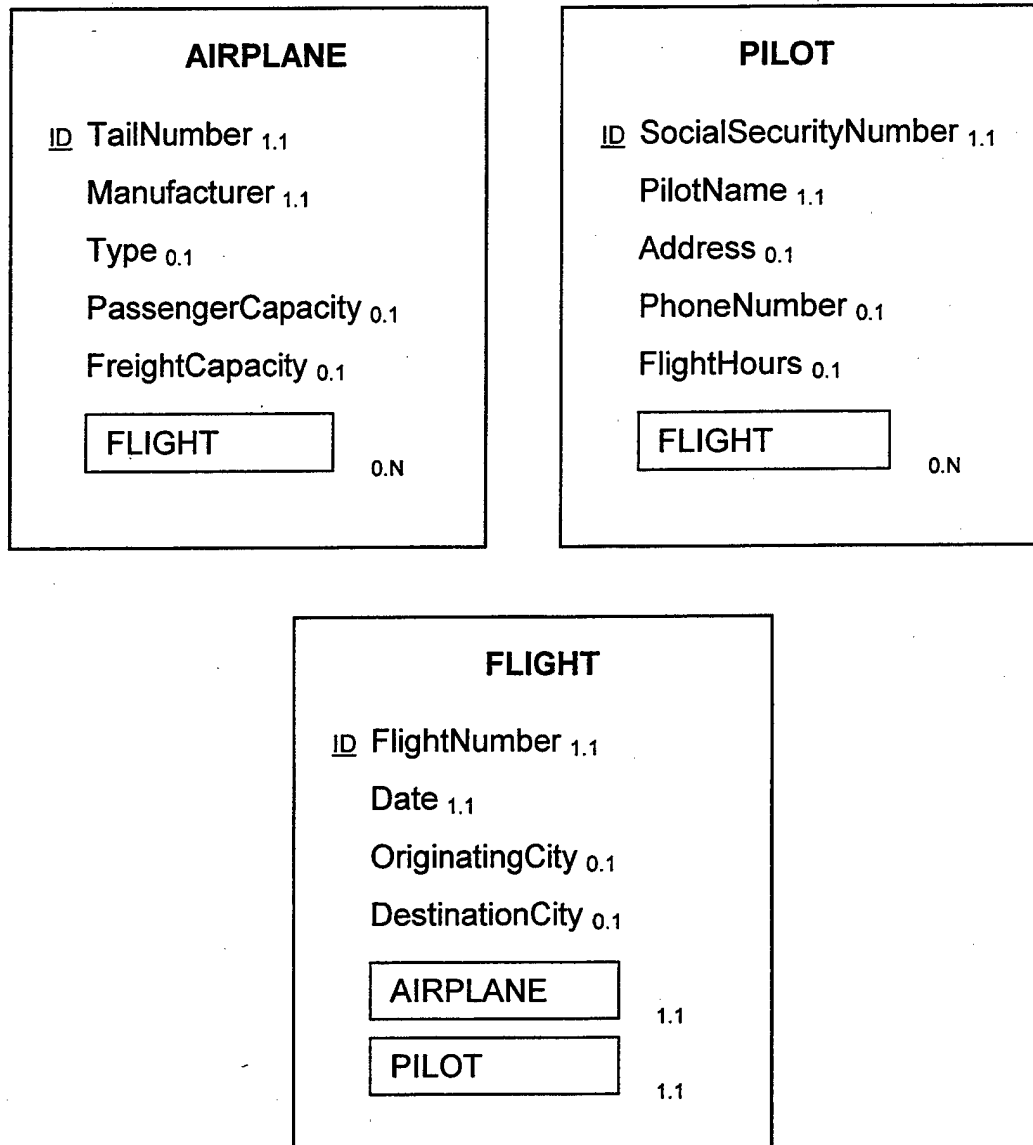 AIRPLANE
ID TailNumber 1.1
Manufacturer 1.1
Type 0.1
PassengerCapacity 0.1
FreightCapacity 0.1
FLIGHT 0.N
PILOT
ID SocialSecurityNumber 1.1
PilotName 1.1
Address 0.1
PhoneNumber 0.1
FlightHours 0.1
FLIGHT 0.N
FLIGHT
ID FlightNumber 1.1
Date 1.1
OriginatingCity 0.1
DestinationCity 0.1
AIRPLANE 1.1
PILOT 1.1